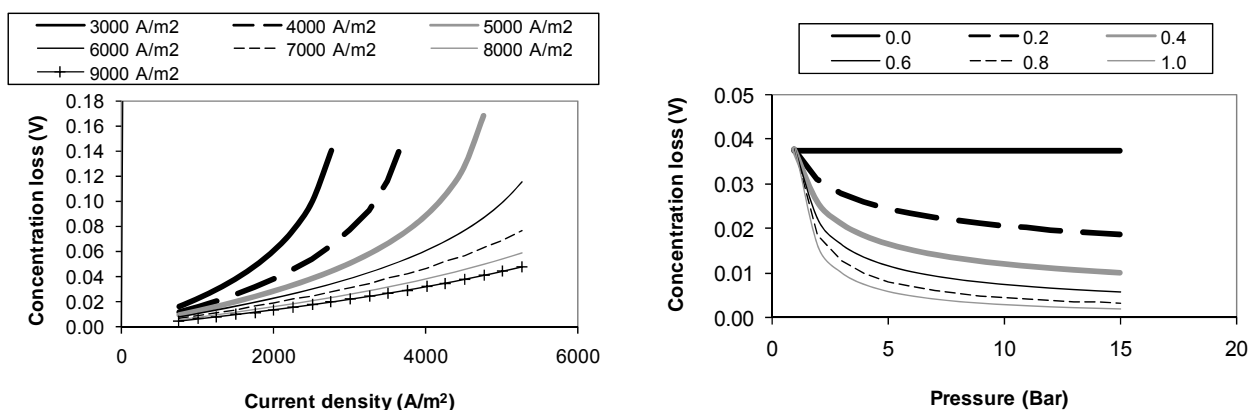 3000 A/m2 4000 A/m2 5000 A/m2
6000 A/m2 7000 A/m2 8000 A/m2
9000 A/m2
Concentration loss (V)
0.18
0.16
0.14
0.12
0.10
0.08
0.06
0.04
0.02
0.00
0 2000 4000 6000
Current density (A/m²)
0.0 0.2 0.4
0.6 0.8 1.0
Concentration loss (V)
0.05
0.04
0.03
0.02
0.01
0.00
0 5 10 15 20
Pressure (Bar)